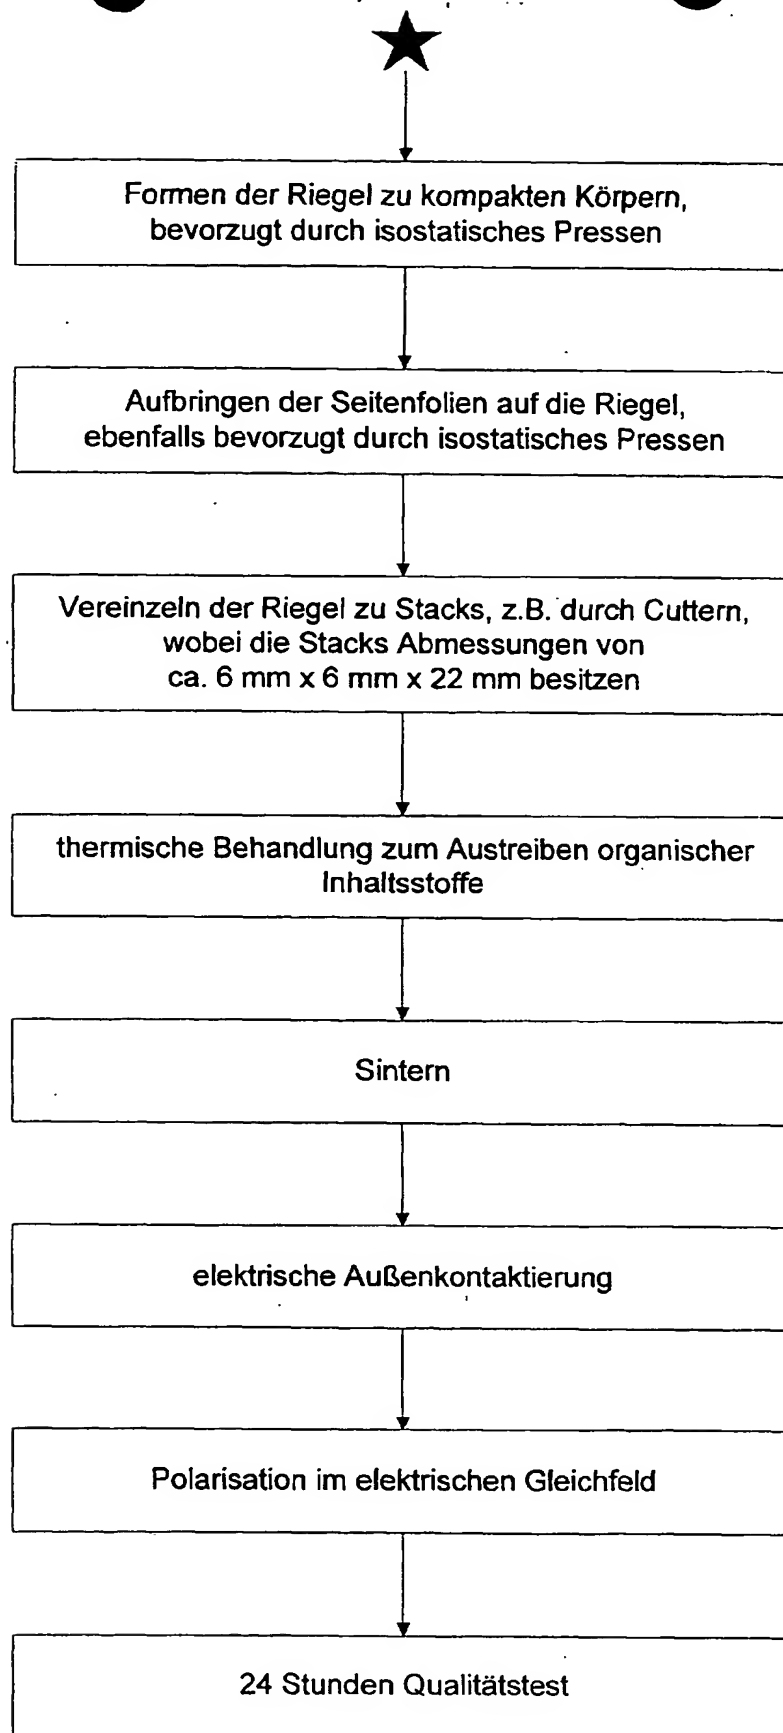 Formen der Riegel zu kompakten Körpern,
bevorzugt durch isostatisches Pressen
Aufbringen der Seitenfolien auf die Riegel,
ebenfalls bevorzugt durch isostatisches Pressen
Vereinzeln der Riegel zu Stacks, z.B. durch Cuttern,
wobei die Stacks Abmessungen von
ca. 6 mm x 6 mm x 22 mm besitzen
thermische Behandlung zum Austreiben organischer
Inhaltsstoffe
Sintern
elektrische Außenkontaktierung
Polarisation im elektrischen Gleichfeld
24 Stunden Qualitätstest